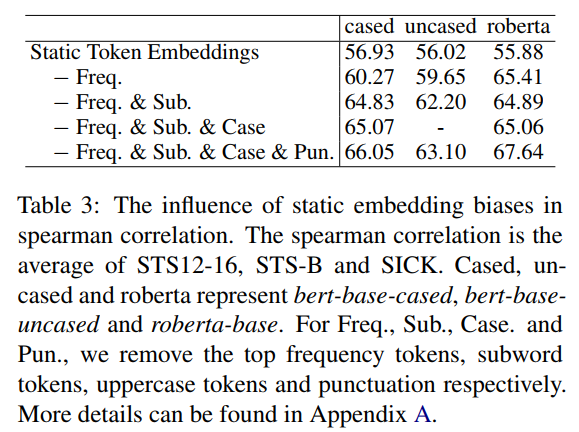 cased uncased roberta
Static Token Embeddings 56.93 56.02 55.88
− Freq. 60.27 59.65 65.41
− Freq. & Sub. 64.83 62.20 64.89
− Freq. & Sub. & Case 65.07 - 65.06
− Freq. & Sub. & Case & Pun. 66.05 63.10 67.64
Table 3: The influence of static embedding biases in
spearman correlation. The spearman correlation is the
average of STS12-16, STS-B and SICK. Cased, un-
cased and roberta represent bert-base-cased, bert-base-
uncased and roberta-base. For Freq., Sub., Case. and
Pun., we remove the top frequency tokens, subword
tokens, uppercase tokens and punctuation respectively.
More details can be found in Appendix A.